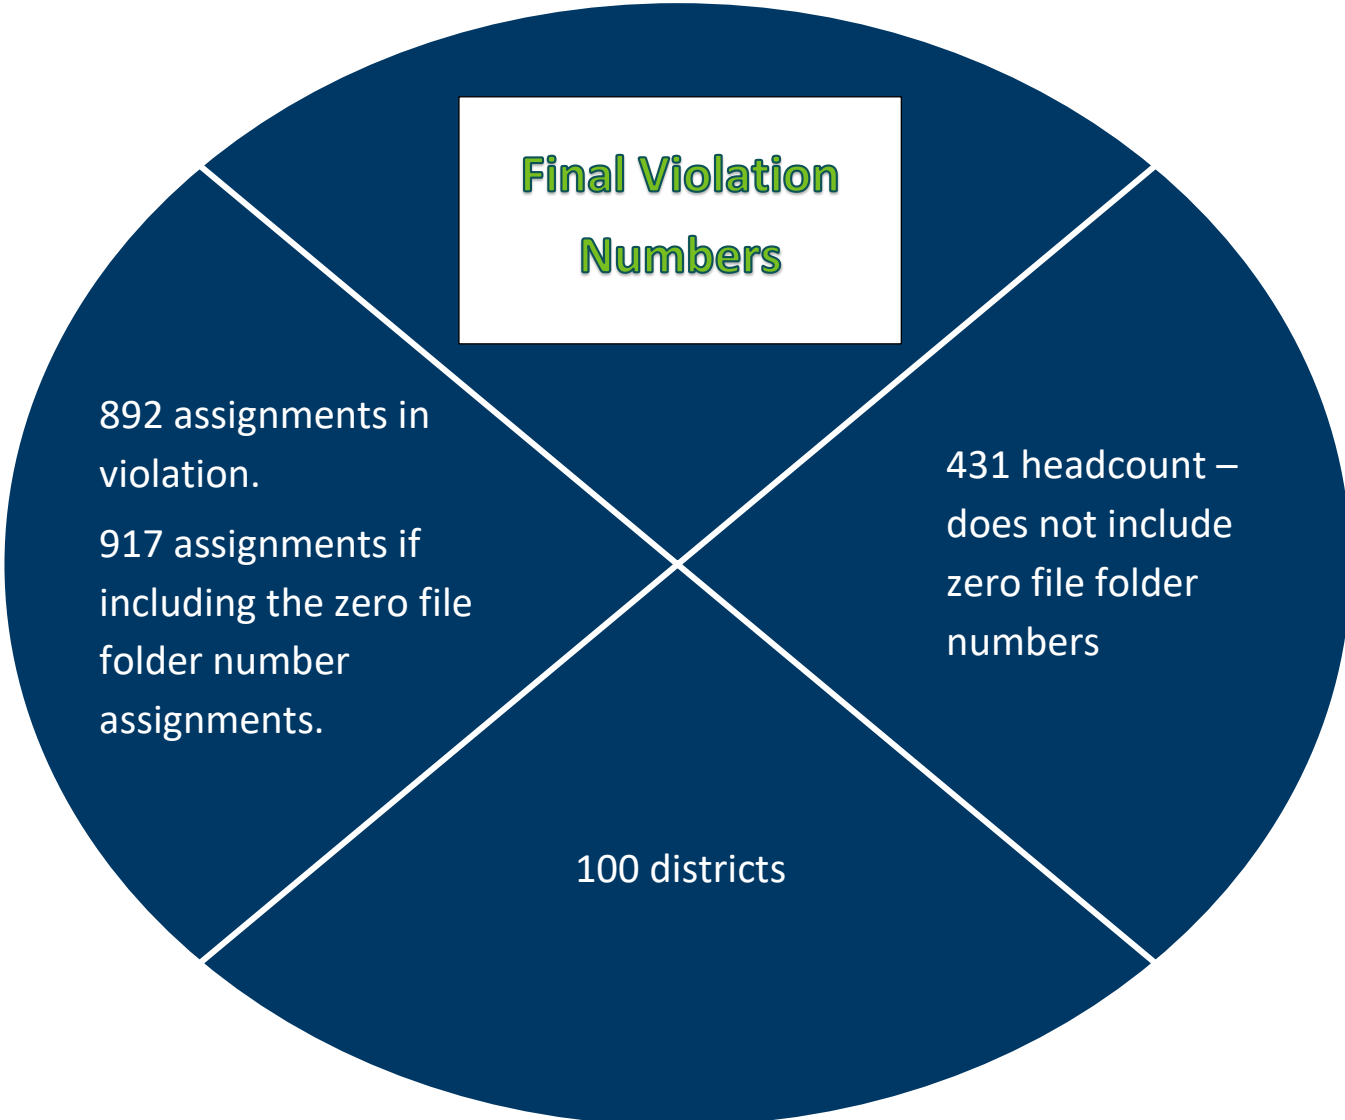 Final Violation
Numbers
892 assignments in
violation.
917 assignments if
including the zero file
folder number
assignments.
431 headcount –
does not include
zero file folder
numbers
100 districts